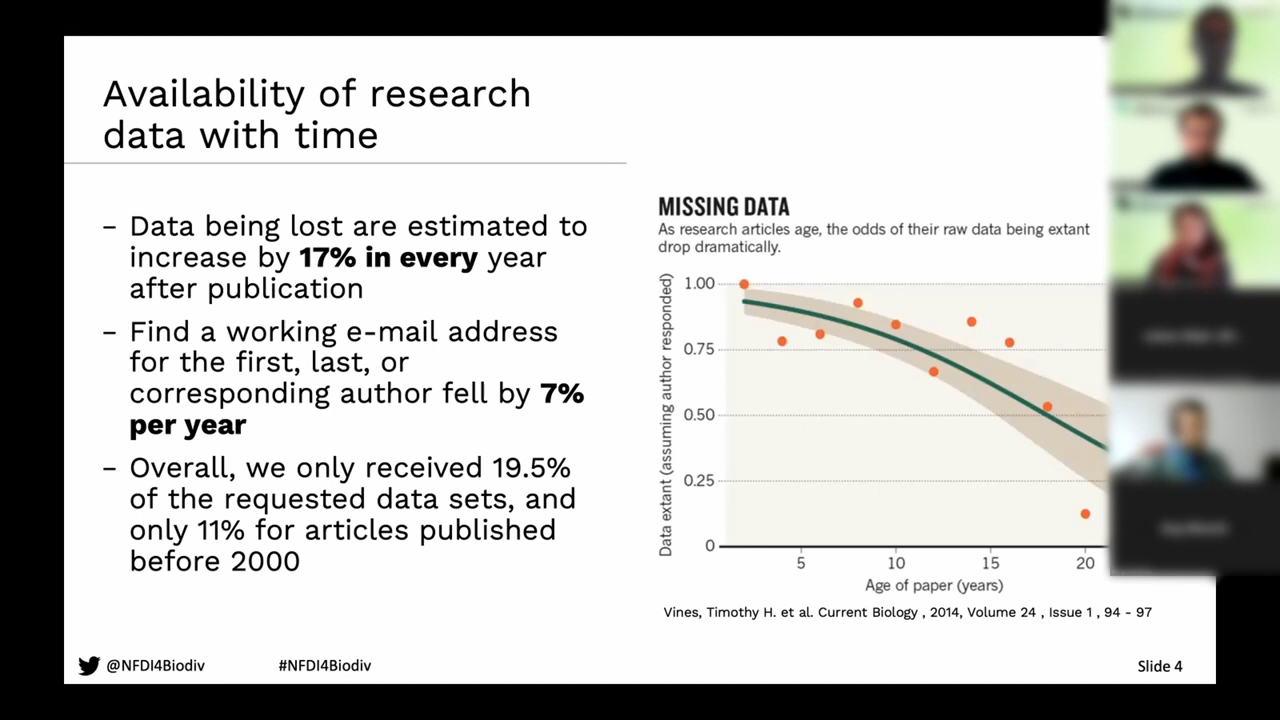 Availability of research
data with time
– Data being lost are estimated to
increase by 17% in every year
after publication
– Find a working e-mail address
for the first, last, or
corresponding author fell by 7%
per year
– Overall, we only received 19.5%
of the requested data sets, and
only 11% for articles published
before 2000
MISSING DATA
As research articles age, the odds of their raw data being extant
drop dramatically.
Data extant (assuming author responded)
1.00
0.75
0.50
0.25
0
5 10 15 20
Age of paper (years)
Vines, Timothy H. et al. Current Biology , 2014, Volume 24 , Issue 1 , 94 - 97
@NFDI4Biodiv #NFDI4Biodiv Slide 4